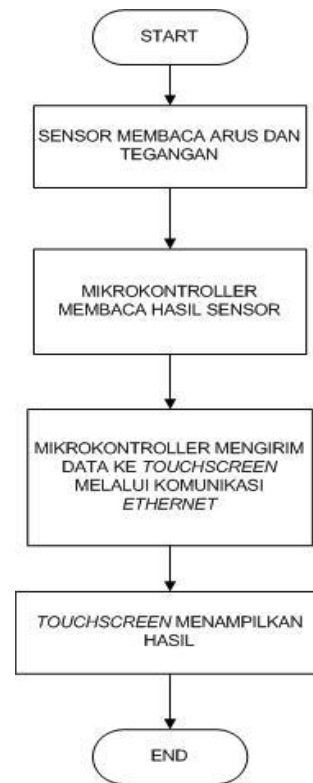 START
SENSOR MEMBACA ARUS DAN
TEGANGAN
MIKROKONTROLLER
MEMBACA HASIL SENSOR
MIKROKONTROLLER MENGIRIM
DATA KE TOUCHSCREEN
MELALUI KOMUNIKASI
ETHERNET
TOUCHSCREEN MENAMPILKAN
HASIL
END